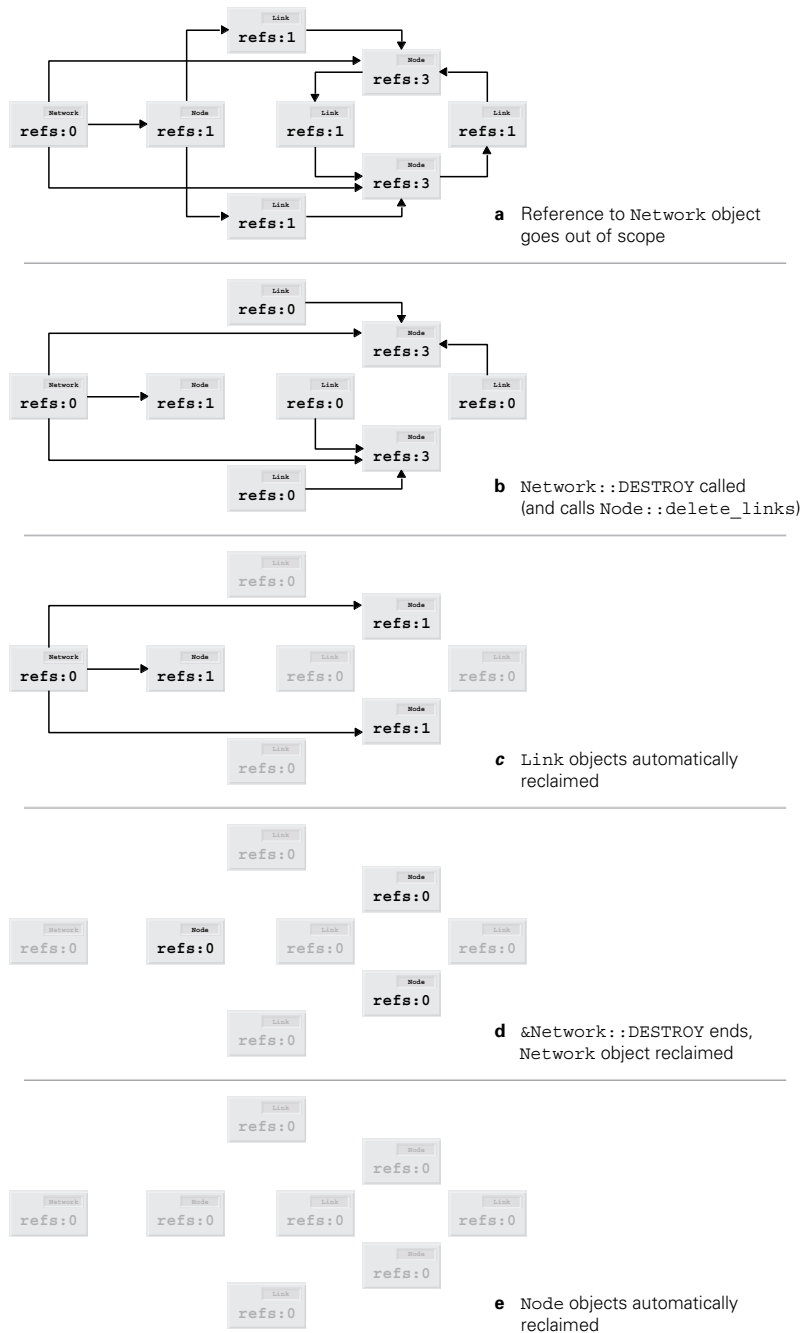 Link
refs:1
Node
refs:3
Network
refs:0
Node
refs:1
Link
refs:1
Link
refs:1
Node
refs:3
Link
refs:1
a Reference to Network object
goes out of scope
Link
refs:0
Node
refs:3
Network
refs:0
Node
refs:1
Link
refs:0
Link
refs:0
Node
refs:3
Link
refs:0
b Network::DESTROY called
(and calls Node::delete_links)
Link
refs:0
Node
refs:1
Network
refs:0
Node
refs:1
Link
refs:0
Link
refs:0
Node
refs:1
Link
refs:0
c Link objects automatically
reclaimed
Link
refs:0
Node
refs:0
Network
refs:0
Node
refs:0
Link
refs:0
Link
refs:0
Node
refs:0
Link
refs:0
d &Network::DESTROY ends,
Network object reclaimed
Link
refs:0
Node
refs:0
Network
refs:0
Node
refs:0
Link
refs:0
Link
refs:0
Node
refs:0
Link
refs:0
e Node objects automatically
reclaimed